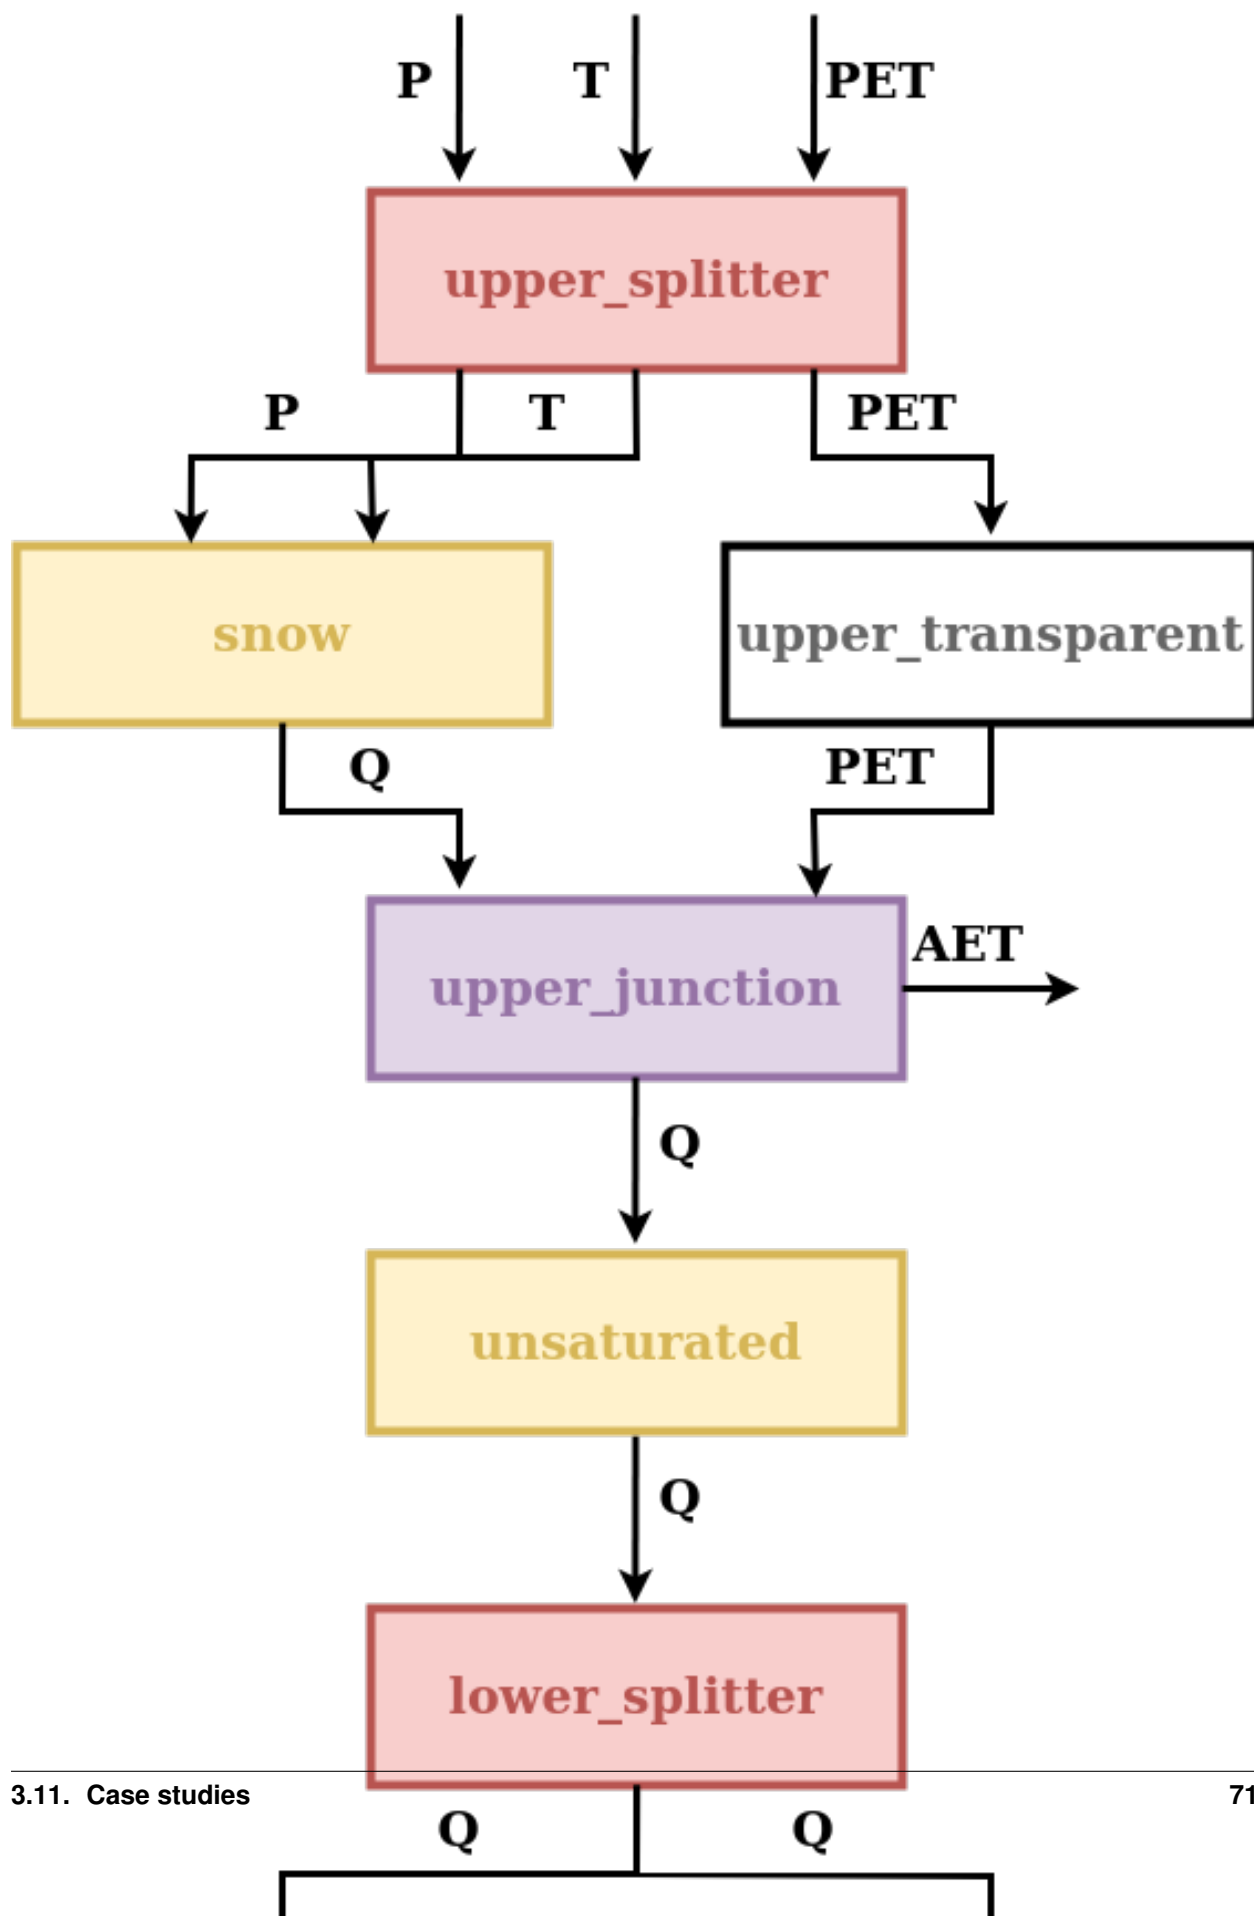 P T PET
upper_splitter
P T PET
snow upper_transparent
Q PET
AET
upper_junction
Q
unsaturated
Q
lower_splitter
3.11. Case studies 71
Q Q